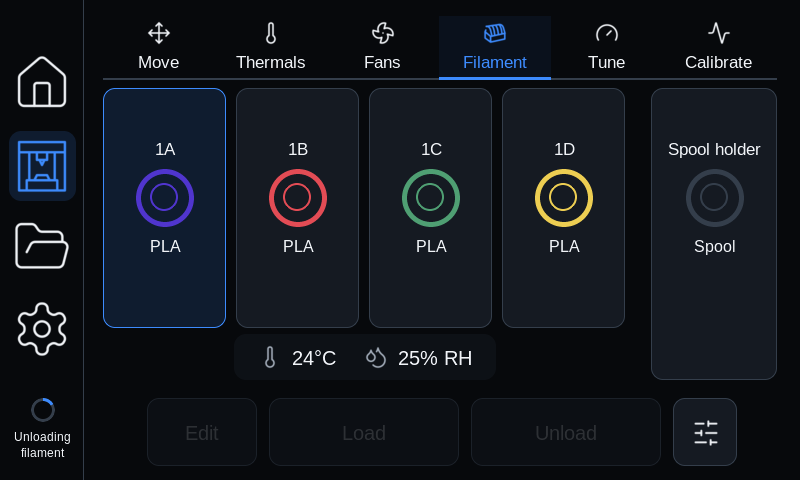 Move
Thermals
Fans
Filament
Tune
Calibrate
1A
1B
1C
1D
Spool holder
PLA
PLA
PLA
PLA
Spool
24°C
25% RH
Unloading
filament
Edit
Load
Unload